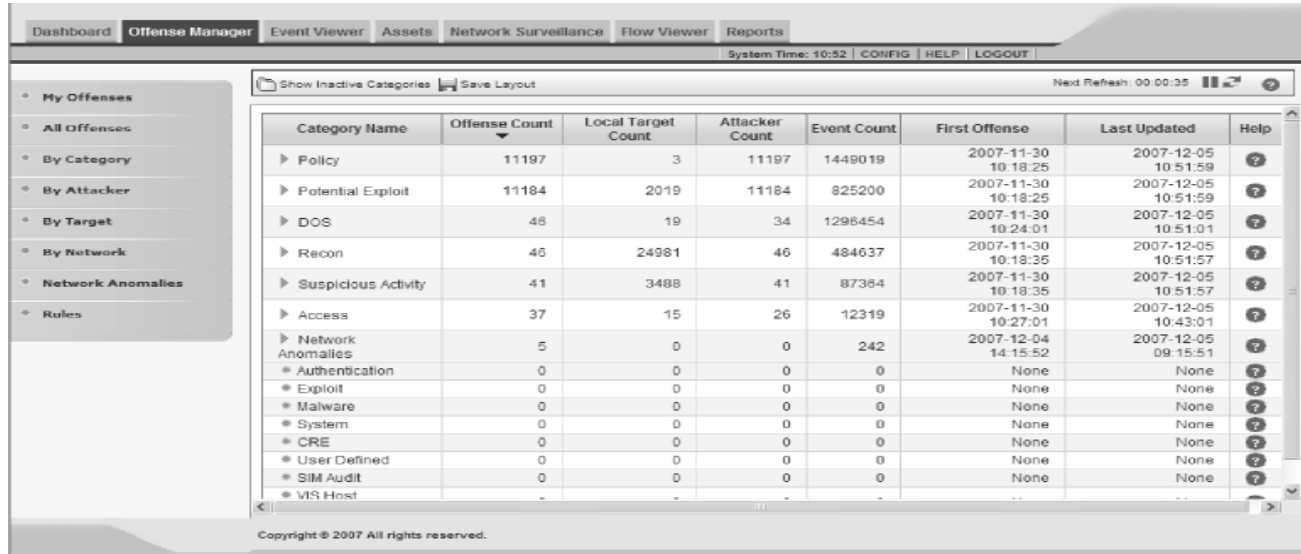 Dashboard Offense Manager Event Viewer Assets Network Surveillance Flow Viewer Reports
System Time: 10:52 | CONFIG | HELP | LOGOUT
My Offenses
All Offenses
By Category
By Attacker
By Target
By Network
Network Anomalies
Rules
Show Inactive Categories Save Layout Next Refresh: 00:00:35
Category Name Offense Count Local Target Count Attacker Count Event Count First Offense Last Updated Help
Policy 11197 3 11197 1449019 2007-11-30 10:18:25 2007-12-05 10:51:59
Potential Exploit 11184 2019 11184 825200 2007-11-30 10:18:25 2007-12-05 10:51:59
DOS 46 19 34 1296454 2007-11-30 10:24:01 2007-12-05 10:51:01
Recon 46 24981 46 484637 2007-11-30 10:18:35 2007-12-05 10:51:57
Suspicious Activity 41 3488 41 87364 2007-11-30 10:18:35 2007-12-05 10:51:57
Access 37 15 26 12319 2007-11-30 10:27:01 2007-12-05 10:43:01
Network Anomalies 5 0 0 242 2007-12-04 14:15:52 2007-12-05 09:15:51
Authentication 0 0 0 0 None None
Exploit 0 0 0 0 None None
Malware 0 0 0 0 None None
System 0 0 0 0 None None
CRE 0 0 0 0 None None
User Defined 0 0 0 0 None None
SIM Audit 0 0 0 0 None None
VIS Host
Copyright © 2007 All rights reserved.